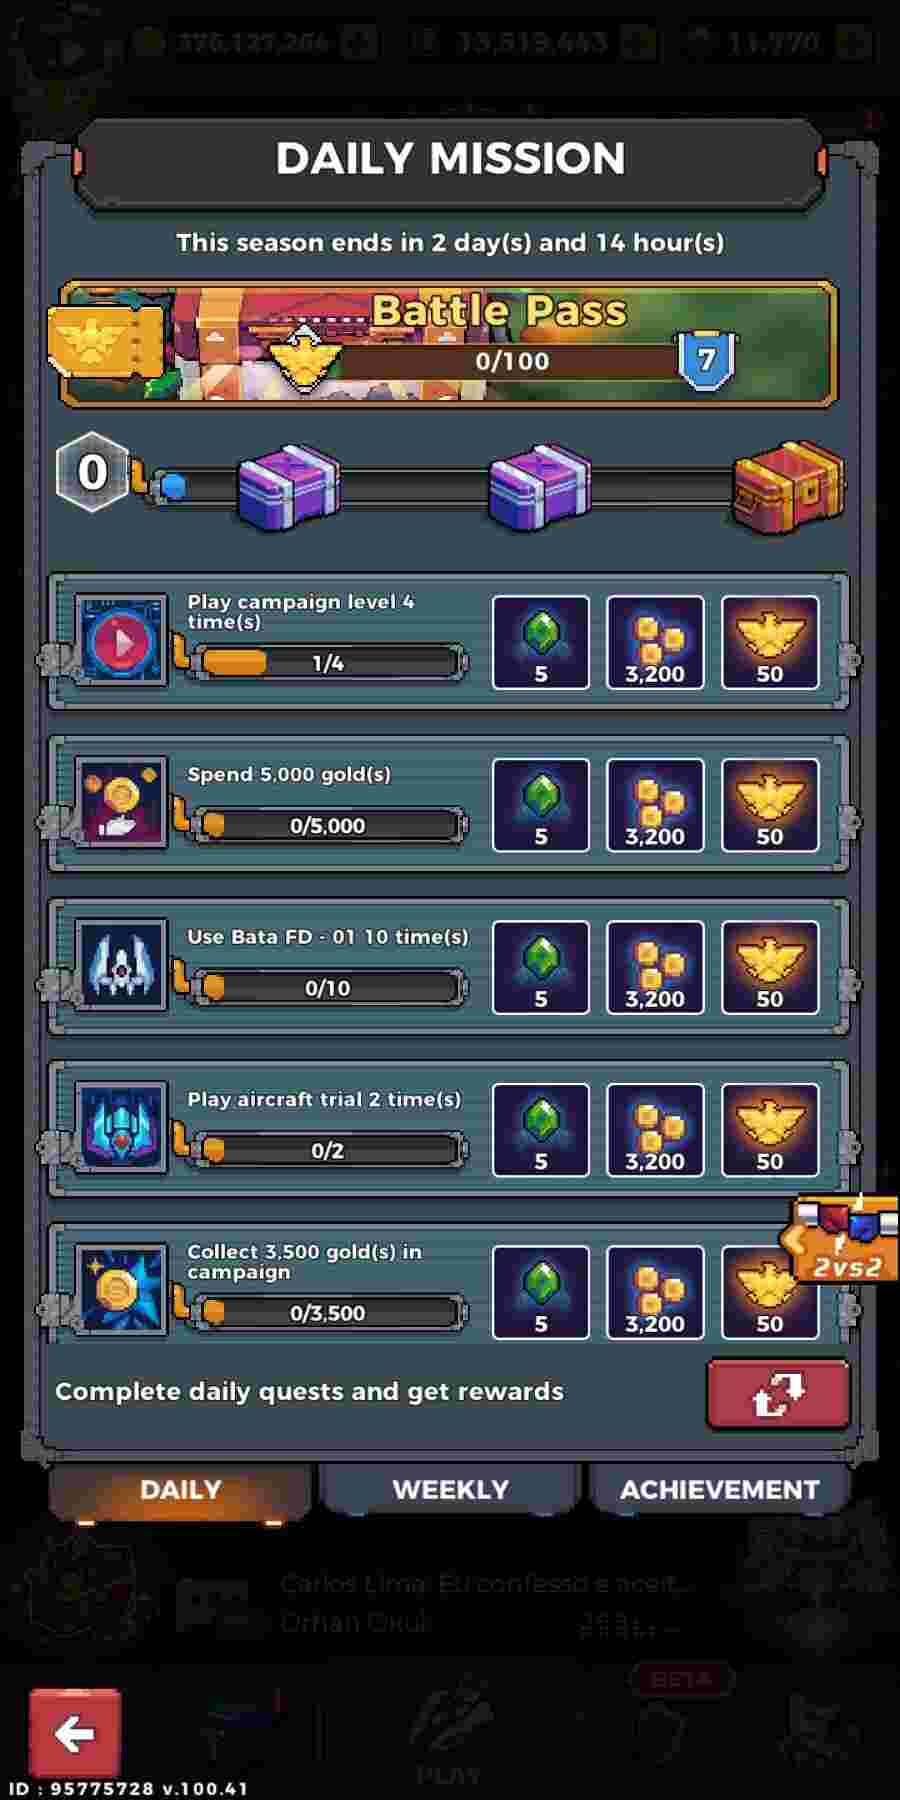 376,127,264 13,519,443 11,770
DAILY MISSION
This season ends in 2 day(s) and 14 hour(s)
Battle Pass
0/100
7
0
Play campaign level 4
time(s)
1/4
5
3,200
50
Spend 5,000 gold(s)
0/5,000
5
3,200
50
Use Bata FD - 01 10 time(s)
0/10
5
3,200
50
Play aircraft trial 2 time(s)
0/2
5
3,200
50
2vs2
Collect 3,500 gold(s) in
campaign
0/3,500
5
3,200
50
Complete daily quests and get rewards
DAILY
WEEKLY
ACHIEVEMENT
Carlos Lima: Eu confesso e aceit...
Orhan Okul:
BETA
PLAY
ID : 95775728 v.100.41